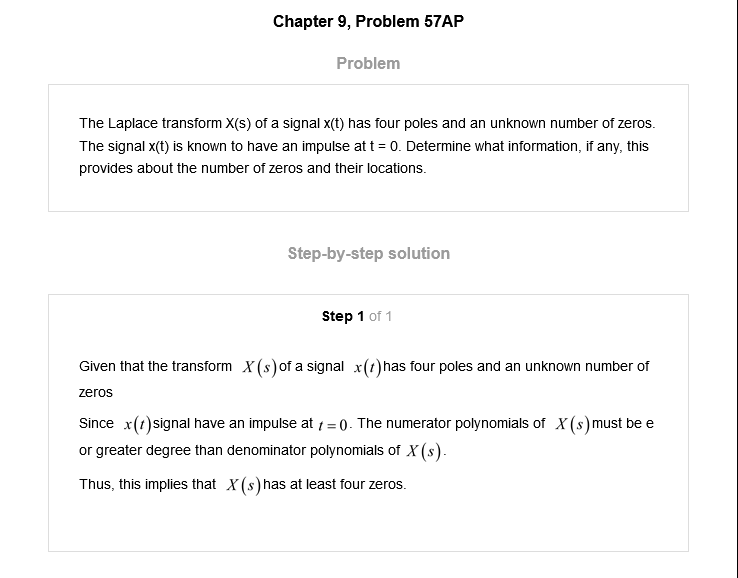 Chapter 9, Problem 57AP
Problem
The Laplace transform X(s) of a signal x(t) has four poles and an unknown number of zeros.
The signal x(t) is known to have an impulse at t = 0. Determine what information, if any, this
provides about the number of zeros and their locations.
Step-by-step solution
Step 1 of 1
Given that the transform X(s) of a signal x(t) has four poles and an unknown number of
zeros
Since x(t) signal have an impulse at t = 0. The numerator polynomials of X(s) must be e
or greater degree than denominator polynomials of X(s).
Thus, this implies that X(s) has at least four zeros.